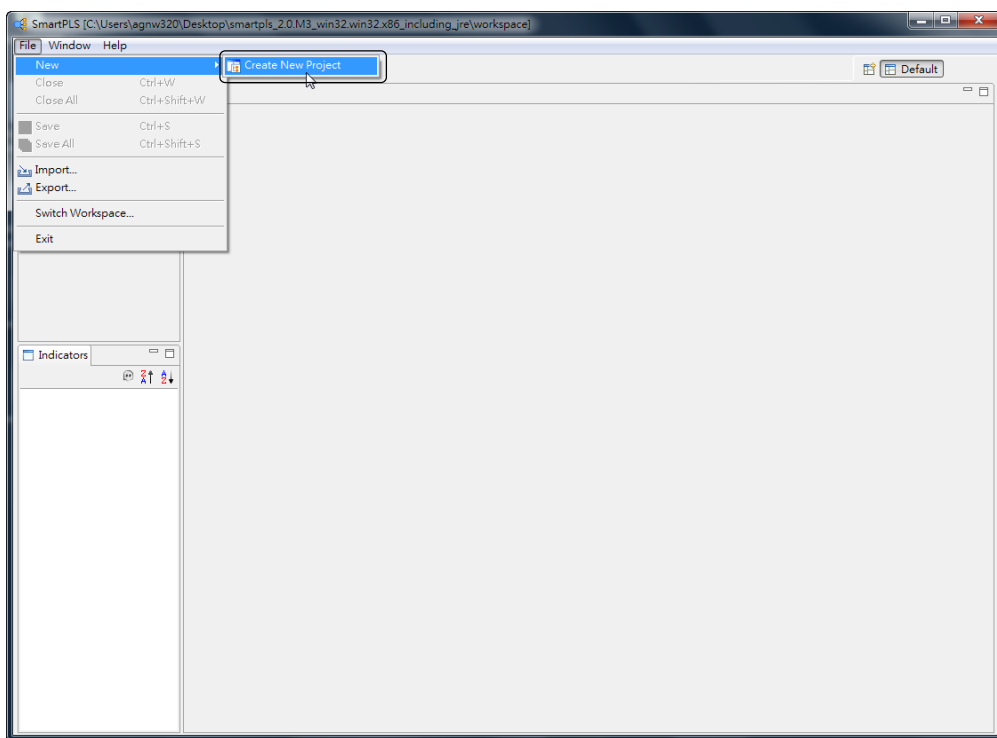 SmartPLS [C:\Users\agnw320\Desktop\smartpls_2.0.M3_win32.win32.x86_including_jre\workspace]
File Window Help
New Create New Project
Default
Close Ctrl+W
Close All Ctrl+Shift+W
Save Ctrl+S
Save All Ctrl+Shift+S
Import...
Export...
Switch Workspace...
Exit
Indicators